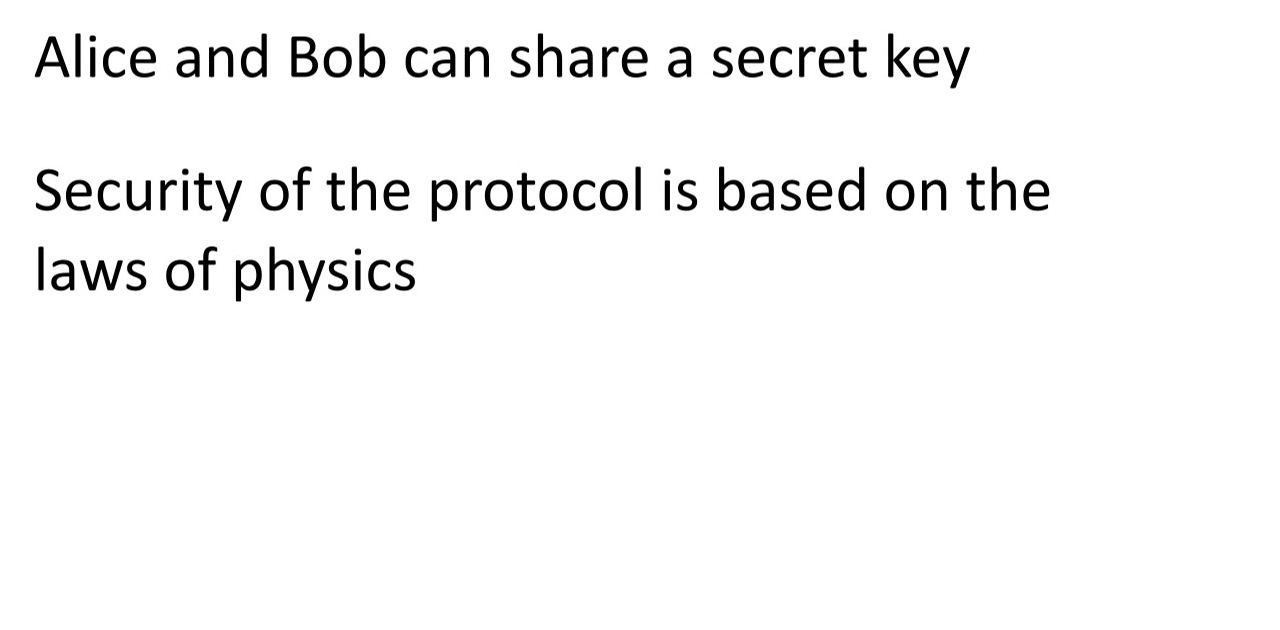 Alice and Bob can share a secret key
Security of the protocol is based on the
laws of physics